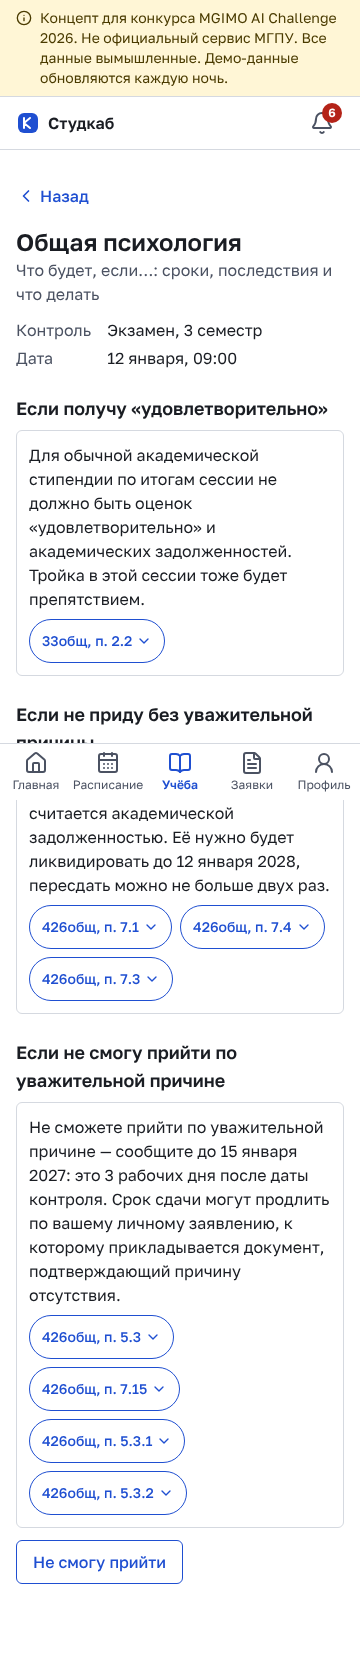 Концепт для конкурса MGIMO AI Challenge
2026. Не официальный сервис МГПУ. Все
данные вымышленные. Демо-данные
обновляются каждую ночь.
Студкаб
6
Назад
Общая психология
Что будет, если…: сроки, последствия и
что делать
Контроль Экзамен, 3 семестр
Дата 12 января, 09:00
Если получу «удовлетворительно»
Для обычной академической
стипендии по итогам сессии не
должно быть оценок
«удовлетворительно» и
академических задолженностей.
Тройка в этой сессии тоже будет
препятствием.
33общ, п. 2.2
Если не приду без уважительной
Главная Расписание Учёба Заявки Профиль
считается академической
задолженностью. Её нужно будет
ликвидировать до 12 января 2028,
пересдать можно не больше двух раз.
426общ, п. 7.1 426общ, п. 7.4
426общ, п. 7.3
Если не смогу прийти по
уважительной причине
Не сможете прийти по уважительной
причине — сообщите до 15 января
2027: это 3 рабочих дня после даты
контроля. Срок сдачи могут продлить
по вашему личному заявлению, к
которому прикладывается документ,
подтверждающий причину
отсутствия.
426общ, п. 5.3
426общ, п. 7.15
426общ, п. 5.3.1
426общ, п. 5.3.2
Не смогу прийти